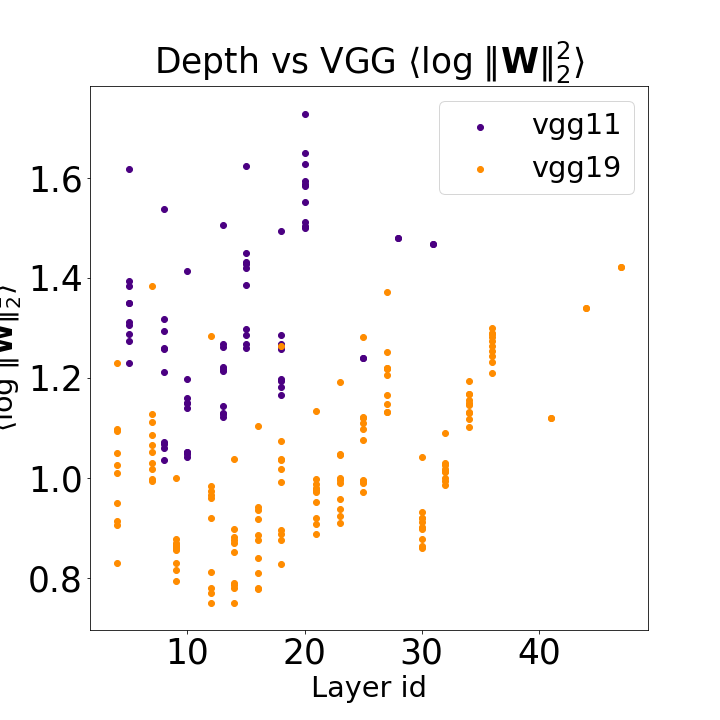 Depth vs VGG ⟨log ‖W‖₂²⟩
vgg11
vgg19
⟨log ‖W‖₂²⟩
1.6
1.4
1.2
1.0
0.8
10 20 30 40
Layer id